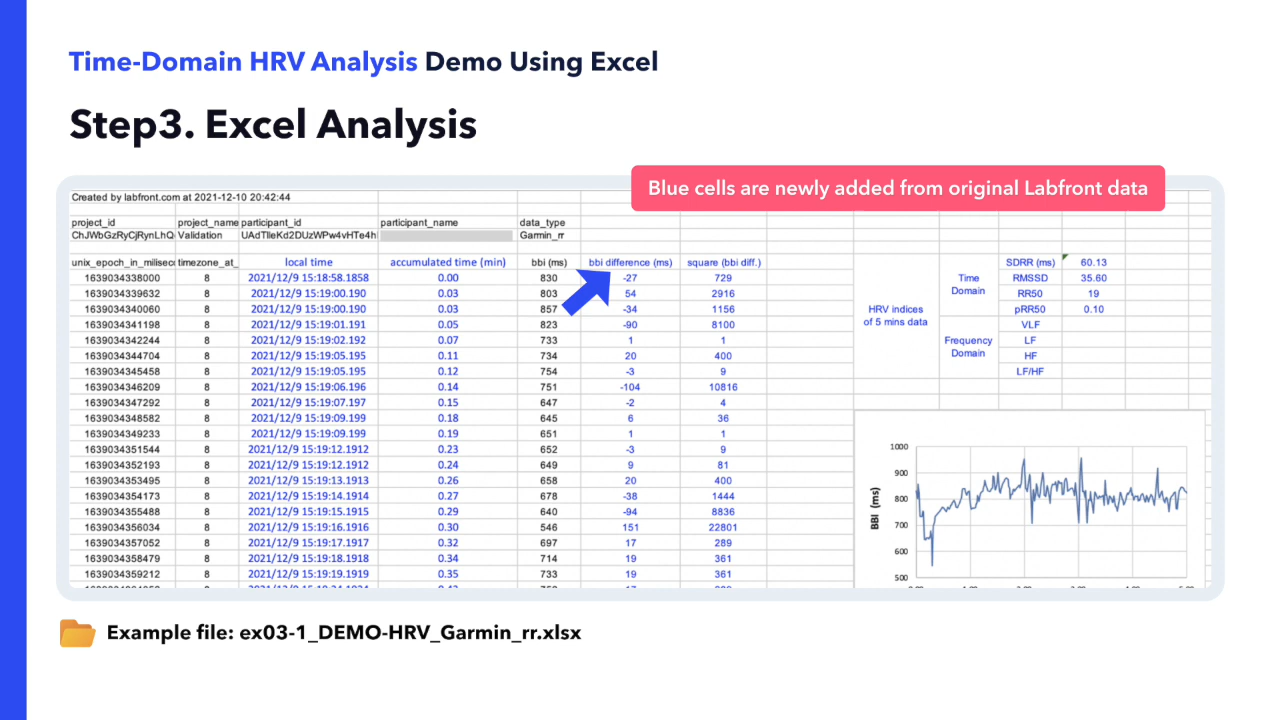 Time-Domain HRV Analysis Demo Using Excel
Step3. Excel Analysis
Blue cells are newly added from original Labfront data
Created by labfront.com at 2021-12-10 20:42:44
project_id project_name participant_id participant_name data_type
ChJWbGzRyCjRynLhQ Validation UAdTlleKd2DUzWPw4vHTe4h Garmin_rr
unix_epoch_in_milisec timezone_at_ local time accumulated time (min) bbi (ms) bbi difference (ms) square (bbi diff.)
1639034338000 8 2021/12/9 15:18:58.1858 0.00 830 -27 729
1639034339632 8 2021/12/9 15:19:00.190 0.03 803 54 2916
1639034340060 8 2021/12/9 15:19:00.190 0.03 857 -34 1156
1639034341198 8 2021/12/9 15:19:01.191 0.05 823 -90 8100
1639034342244 8 2021/12/9 15:19:02.192 0.07 733 1 1
1639034344704 8 2021/12/9 15:19:05.195 0.11 734 20 400
1639034345458 8 2021/12/9 15:19:05.195 0.12 754 -3 9
1639034346209 8 2021/12/9 15:19:06.196 0.14 751 -104 10816
1639034347292 8 2021/12/9 15:19:07.197 0.15 647 -2 4
1639034348582 8 2021/12/9 15:19:09.199 0.18 645 6 36
1639034349233 8 2021/12/9 15:19:09.199 0.19 651 1 1
1639034351544 8 2021/12/9 15:19:12.1912 0.23 652 -3 9
1639034352193 8 2021/12/9 15:19:12.1912 0.24 649 9 81
1639034353495 8 2021/12/9 15:19:13.1913 0.26 658 20 400
1639034354173 8 2021/12/9 15:19:14.1914 0.27 678 -38 1444
1639034355488 8 2021/12/9 15:19:15.1915 0.29 640 -94 8836
1639034356034 8 2021/12/9 15:19:16.1916 0.30 546 151 22801
1639034357052 8 2021/12/9 15:19:17.1917 0.32 697 17 289
1639034358479 8 2021/12/9 15:19:18.1918 0.34 714 19 361
1639034359212 8 2021/12/9 15:19:19.1919 0.35 733 19 361
HRV indices
of 5 mins data
Time
Domain
SDRR (ms) 60.13
RMSSD 35.60
RR50 19
pRR50 0.10
Frequency
Domain
VLF
LF
HF
LF/HF
BBI (ms)
1000
900
800
700
600
500
Example file: ex03-1_DEMO-HRV_Garmin_rr.xlsx